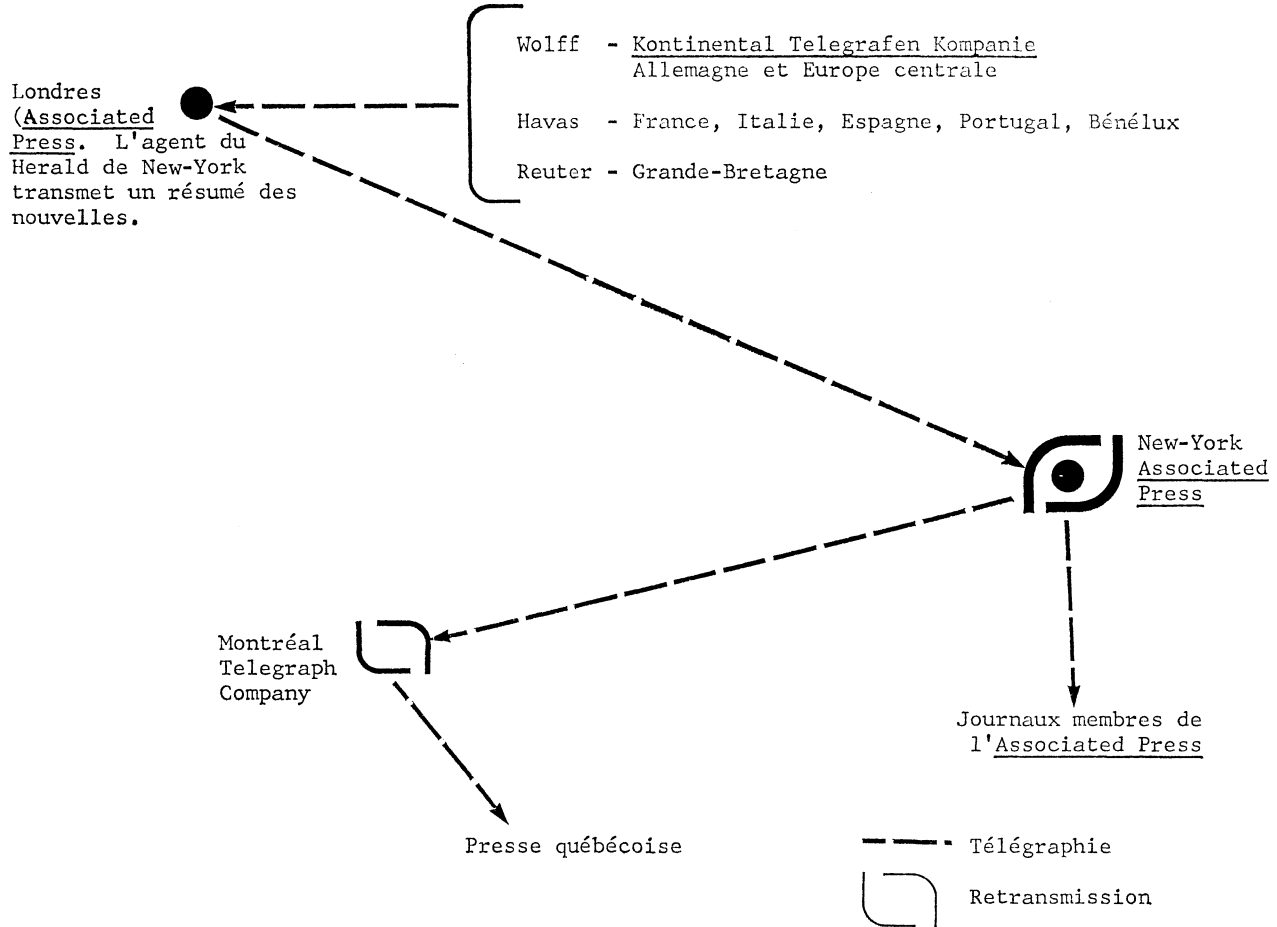 Londres
(Associated
Press. L'agent du
Herald de New-York
transmet un résumé des
nouvelles.
Wolff - Kontinental Telegrafen Kompanie
Allemagne et Europe centrale
Havas - France, Italie, Espagne, Portugal, Bénélux
Reuter - Grande-Bretagne
New-York
Associated
Press
Montréal
Telegraph
Company
Journaux membres de
l'Associated Press
Presse québécoise
Télégraphie
Retransmission